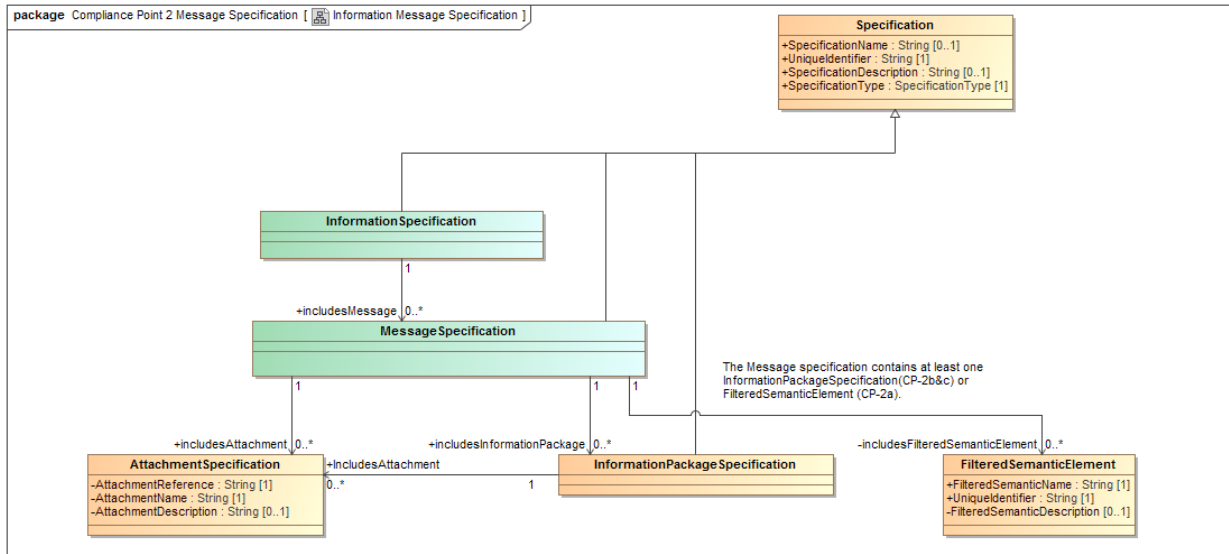 package Compliance Point 2 Message Specification [ Information Message Specification ]
Specification
+SpecificationName : String [0..1]
+UniqueIdentifier : String [1]
+SpecificationDescription : String [0..1]
+SpecificationType : SpecificationType [1]
InformationSpecification
1
+includesMessage 0..*
MessageSpecification
1
1
1
The Message specification contains at least one
InformationPackageSpecification(CP-2b&c) or
FilteredSemanticElement (CP-2a).
+includesAttachment 0..*
+includesInformationPackage 0..*
-includesFilteredSemanticElement 0..*
AttachmentSpecification
-AttachmentReference : String [1]
-AttachmentName : String [1]
-AttachmentDescription : String [0..1]
+IncludesAttachment
0..*
1
InformationPackageSpecification
FilteredSemanticElement
+FilteredSemanticName : String [1]
+UniqueIdentifier : String [1]
-FilteredSemanticDescription [0..1]